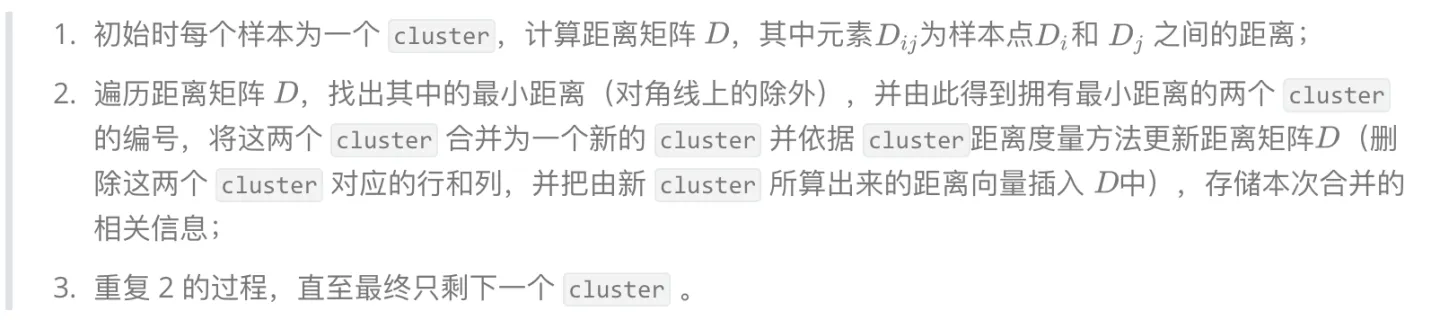 1. 初始时每个样本为一个 cluster，计算距离矩阵 D，其中元素Dij为样本点Di和 Dj 之间的距离；
2. 遍历距离矩阵 D，找出其中的最小距离（对角线上的除外），并由此得到拥有最小距离的两个 cluster
的编号，将这两个 cluster 合并为一个新的 cluster 并依据 cluster距离度量方法更新距离矩阵D（删
除这两个 cluster 对应的行和列，并把由新 cluster 所算出来的距离向量插入 D中），存储本次合并的
相关信息；
3. 重复 2 的过程，直至最终只剩下一个 cluster 。